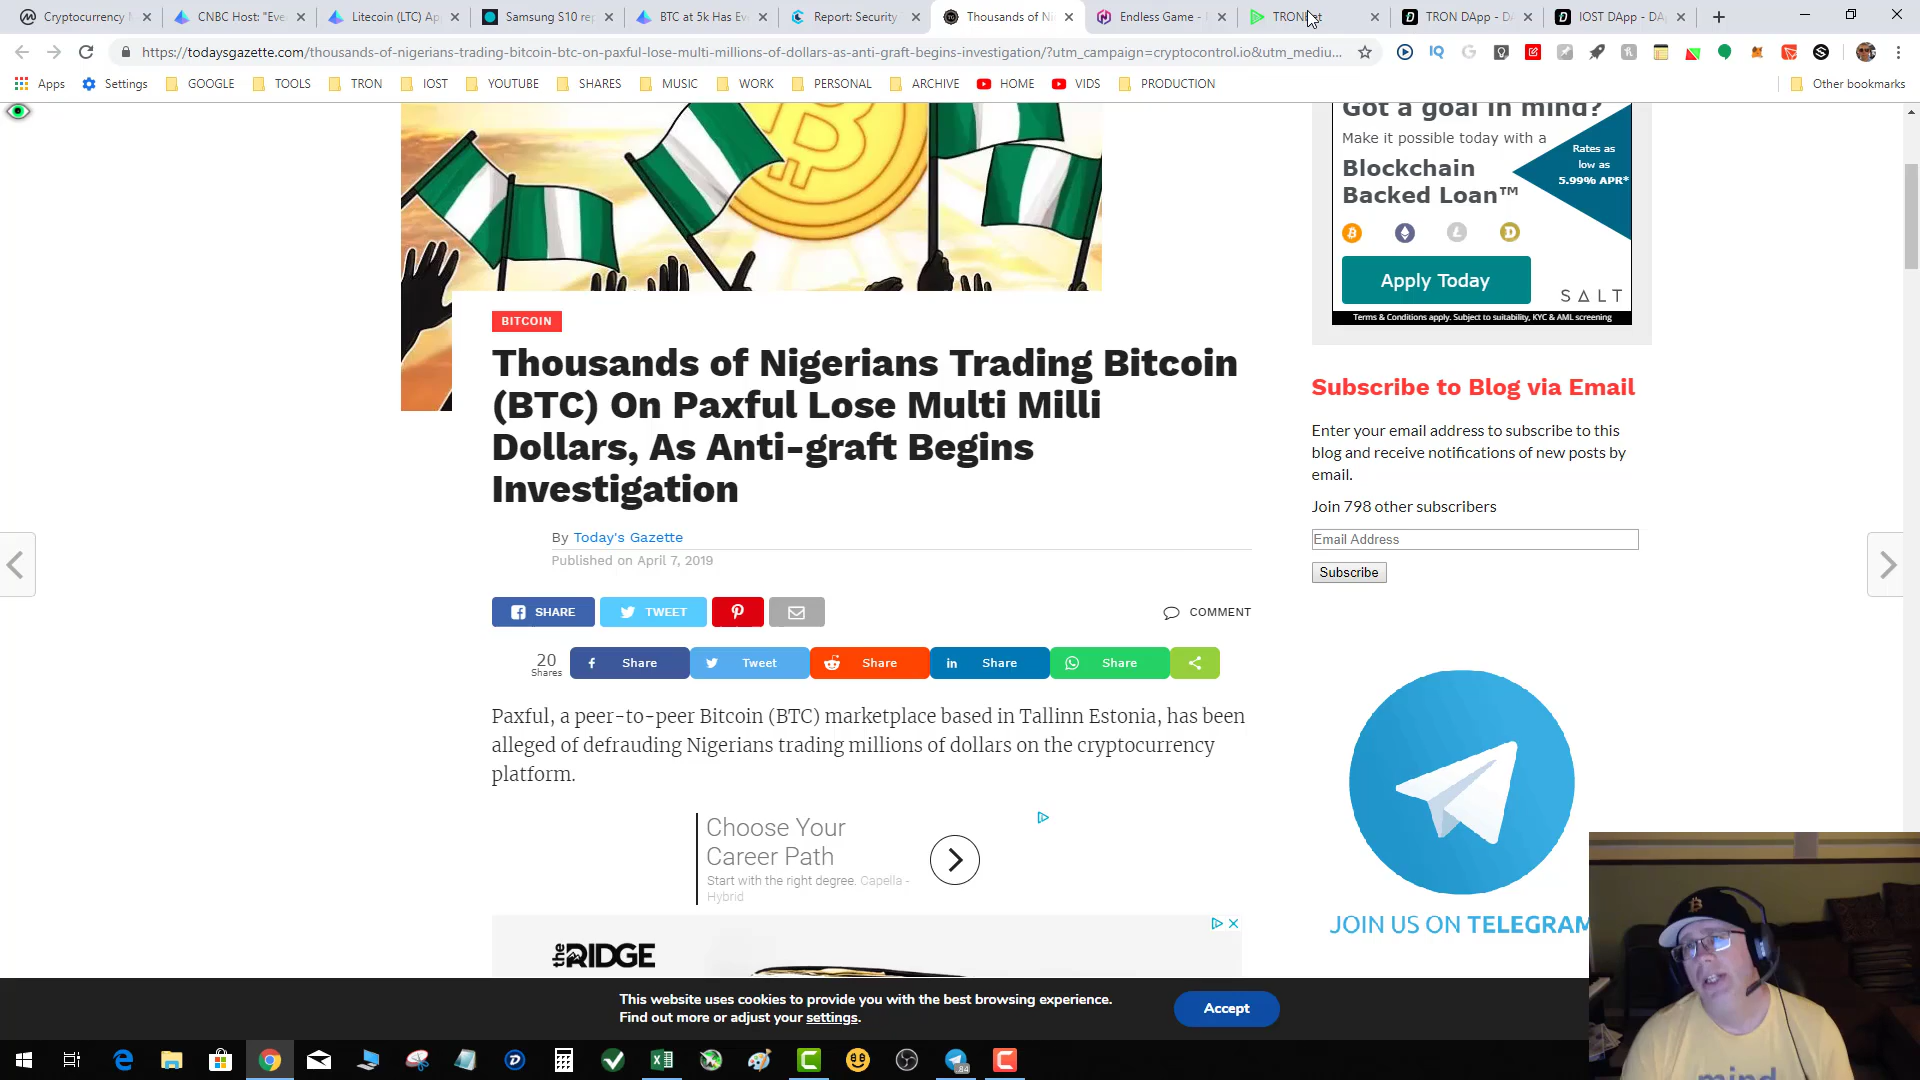 Cryptocurrency M
CNBC Host: "Eve
Litecoin (LTC) Ap
Samsung S10 rep
BTC at 5k Has Ev
Report: Security
Thousands of Ni
Endless Game -
TRON
TRON DApp - D
IOST DApp - DA
https://todaysgazette.com/thousands-of-nigerians-trading-bitcoin-btc-on-paxful-lose-multi-millions-of-dollars-as-anti-graft-begins-investigation/?utm_campaign=cryptocontrol.io&utm_mediu...
Apps Settings GOOGLE TOOLS TRON IOST YOUTUBE SHARES MUSIC WORK PERSONAL ARCHIVE HOME VIDS PRODUCTION Other bookmarks
BITCOIN
Thousands of Nigerians Trading Bitcoin
(BTC) On Paxful Lose Multi Milli
Dollars, As Anti-graft Begins
Investigation
By Today's Gazette
Published on April 7, 2019
SHARE TWEET COMMENT
20
Shares
Share Tweet Share Share Share
Paxful, a peer-to-peer Bitcoin (BTC) marketplace based in Tallinn Estonia, has been
alleged of defrauding Nigerians trading millions of dollars on the cryptocurrency
platform.
Choose Your
Career Path
Start with the right degree. Capella -
Hybrid
the RIDGE
Got a goal in mind?
Make it possible today with a
Blockchain
Backed Loan™
Rates as
low as
5.99% APR*
Apply Today
SALT
Terms & Conditions apply. Subject to suitability, KYC & AML screening
Subscribe to Blog via Email
Enter your email address to subscribe to this
blog and receive notifications of new posts by
email.
Join 798 other subscribers
Email Address
Subscribe
JOIN US ON TELEGRAM
This website uses cookies to provide you with the best browsing experience.
Find out more or adjust your settings.
Accept
84
mind